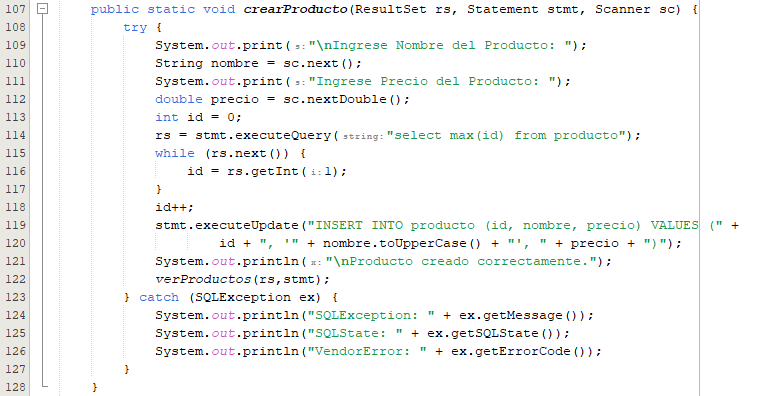 107 public static void crearProducto(ResultSet rs, Statement stmt, Scanner sc) {
108 try {
109 System.out.print(s:"\nIngrese Nombre del Producto: ");
110 String nombre = sc.next();
111 System.out.print(s:"Ingrese Precio del Producto: ");
112 double precio = sc.nextDouble();
113 int id = 0;
114 rs = stmt.executeQuery(string:"select max(id) from producto");
115 while (rs.next()) {
116 id = rs.getInt(i:1);
117 }
118 id++;
119 stmt.executeUpdate("INSERT INTO producto (id, nombre, precio) VALUES (" +
120 id + ", '" + nombre.toUpperCase() + "', " + precio + ")");
121 System.out.println(x:"\nProducto creado correctamente.");
122 verProductos(rs,stmt);
123 } catch (SQLException ex) {
124 System.out.println("SQLException: " + ex.getMessage());
125 System.out.println("SQLState: " + ex.getSQLState());
126 System.out.println("VendorError: " + ex.getErrorCode());
127 }
128 }